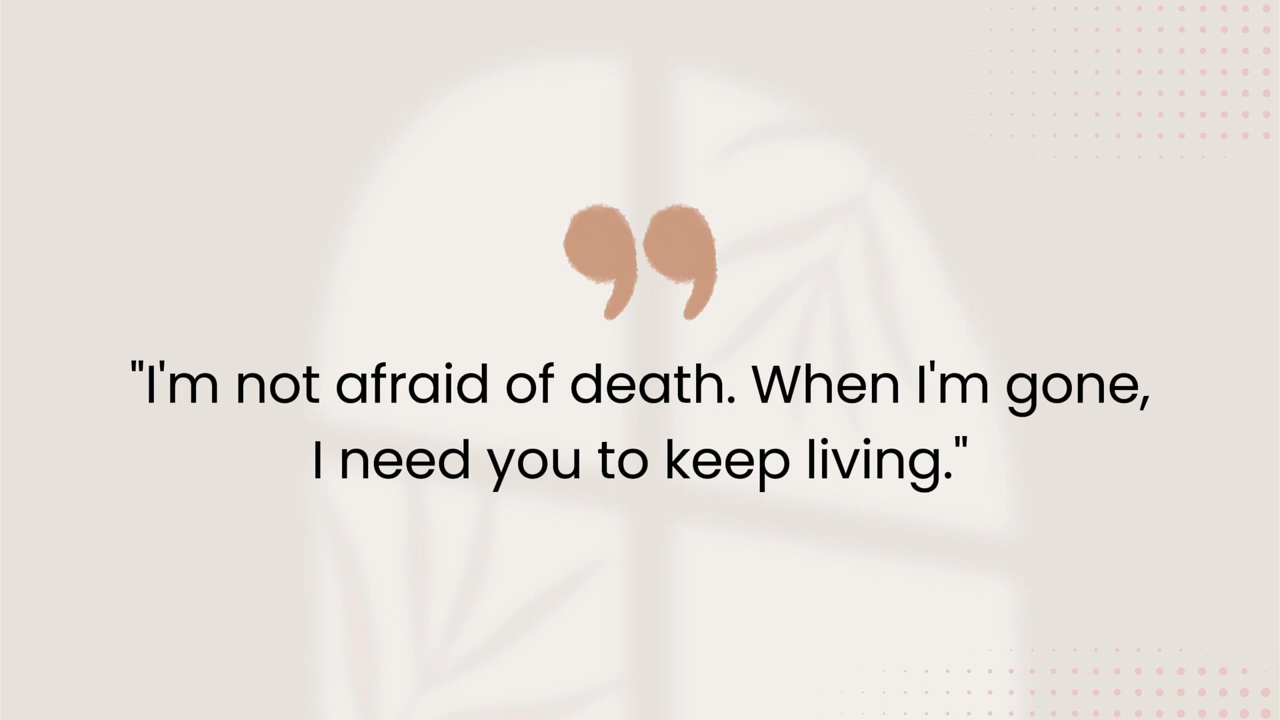 "I'm not afraid of death. When I'm gone,
I need you to keep living."